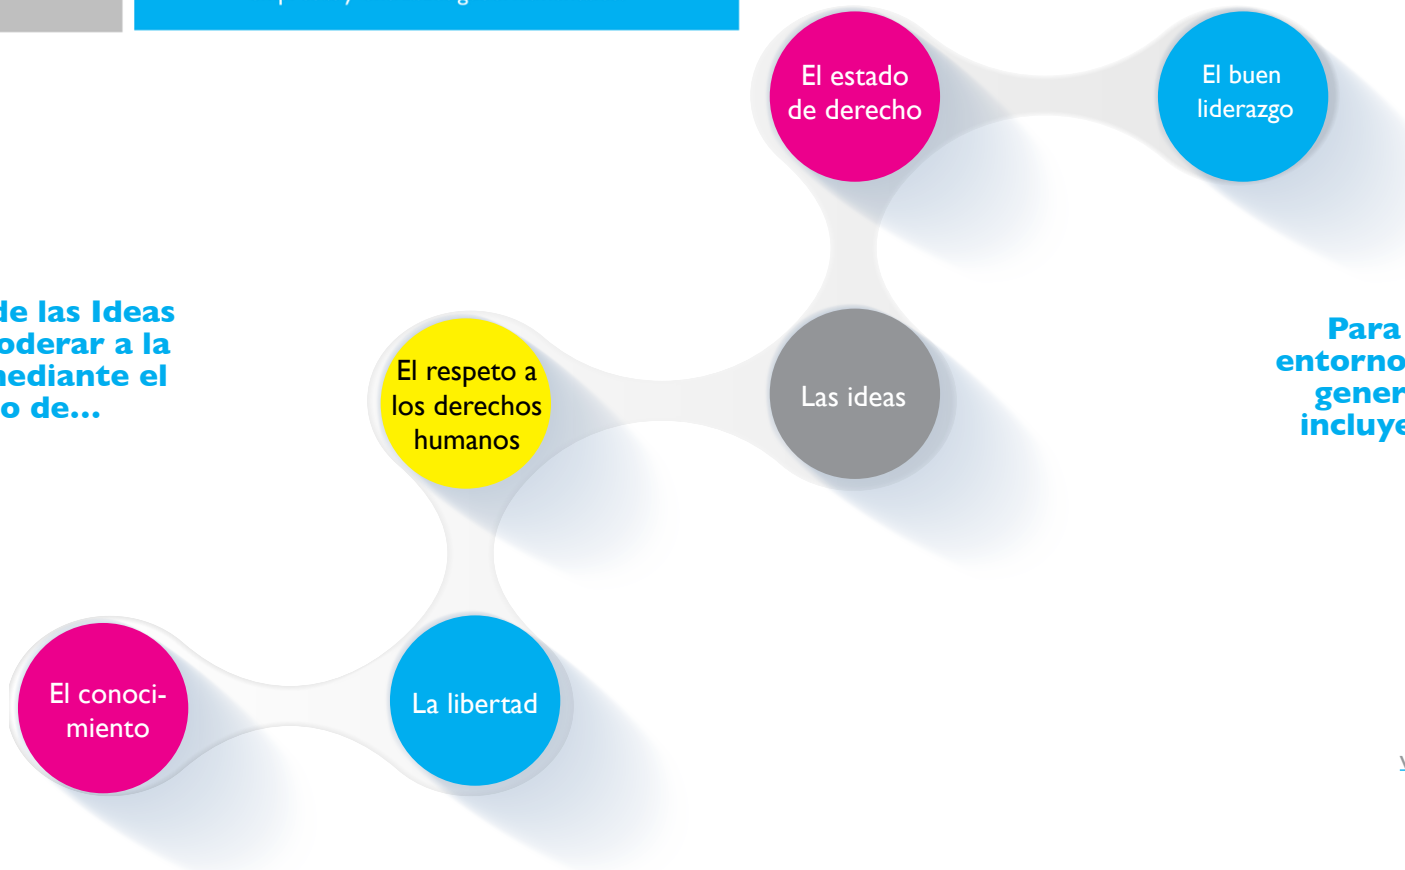 El estado
de derecho
El buen
liderazgo
de las Ideas
oderar a la
mediante el
o de...
El respeto a
los derechos
humanos
Las ideas
Para
entorno
gener
incluye
El conoci-
miento
La libertad